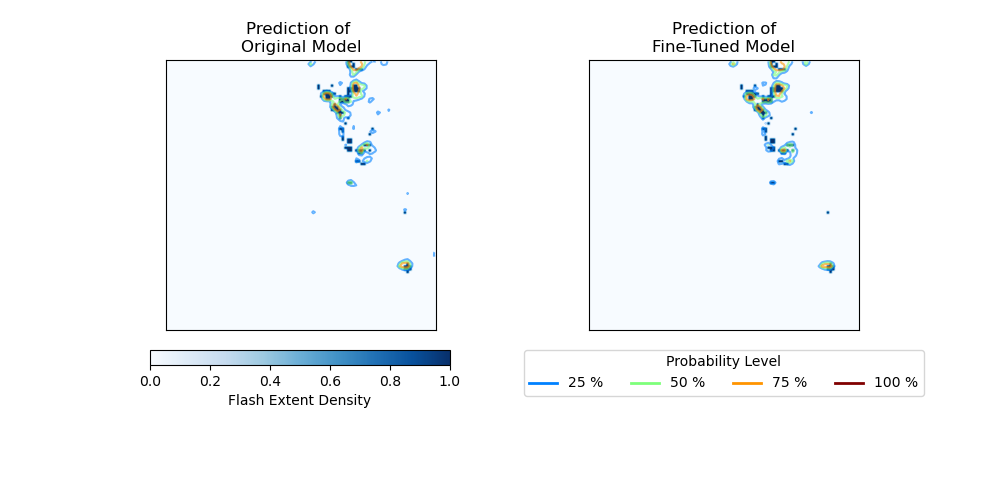 Prediction of
Original Model
Prediction of
Fine-Tuned Model
0.0 0.2 0.4 0.6 0.8 1.0
Flash Extent Density
Probability Level
25 % 50 % 75 % 100 %